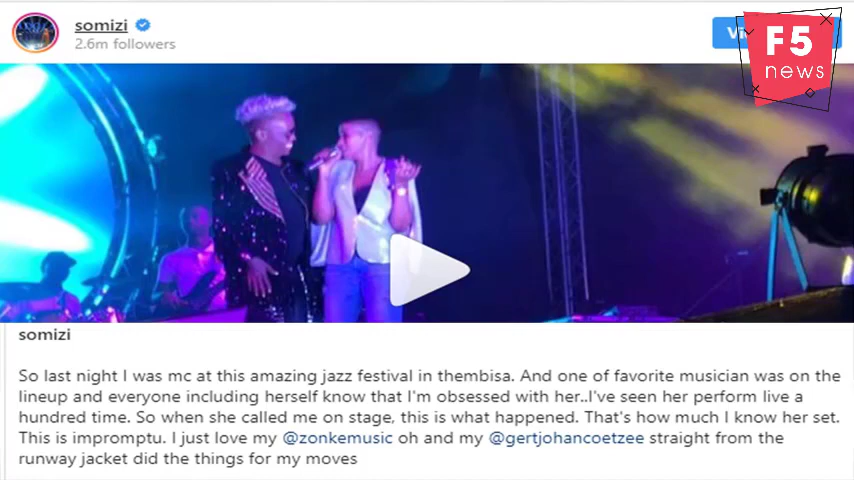 somizi
2.6m followers
Vi
F5
news
somizi
So last night I was mc at this amazing jazz festival in thembisa. And one of favorite musician was on the
lineup and everyone including herself know that I'm obsessed with her..I've seen her perform live a
hundred time. So when she called me on stage, this is what happened. That's how much I know her set.
This is impromptu. I just love my @zonkemusic oh and my @gertjohancoetzee straight from the
runway jacket did the things for my moves